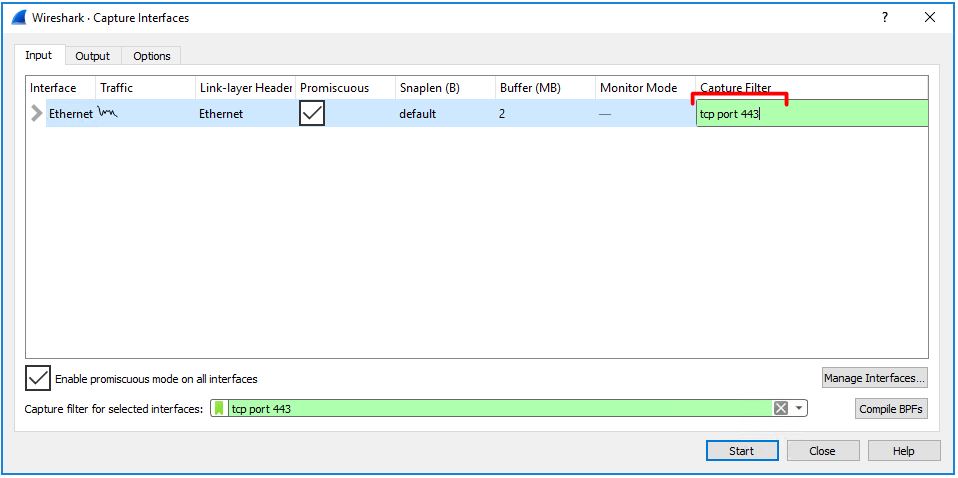 Wireshark · Capture Interfaces
?
Input Output Options
Interface Traffic Link-layer Header Promiscuous Snaplen (B) Buffer (MB) Monitor Mode Capture Filter
Ethernet Ethernet default 2 — tcp port 443
Enable promiscuous mode on all interfaces Manage Interfaces...
Capture filter for selected interfaces: tcp port 443 Compile BPFs
Start Close Help